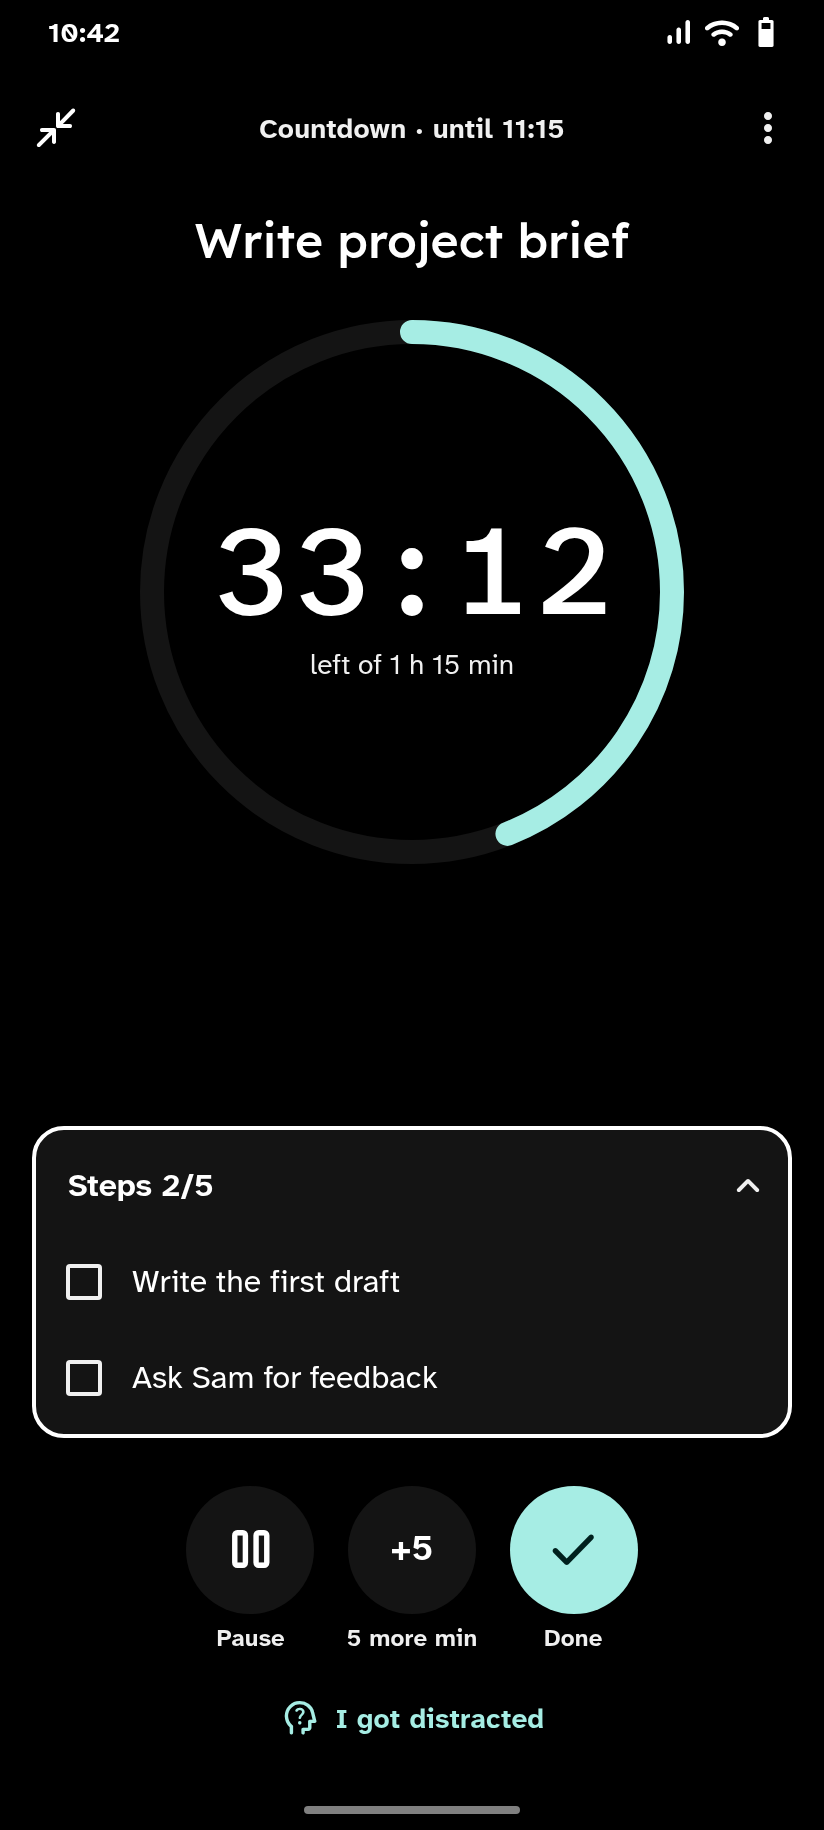 10:42
Countdown · until 11:15
Write project brief
33:12
left of 1 h 15 min
Steps 2/5
Write the first draft
Ask Sam for feedback
+5
Pause
5 more min
Done
I got distracted